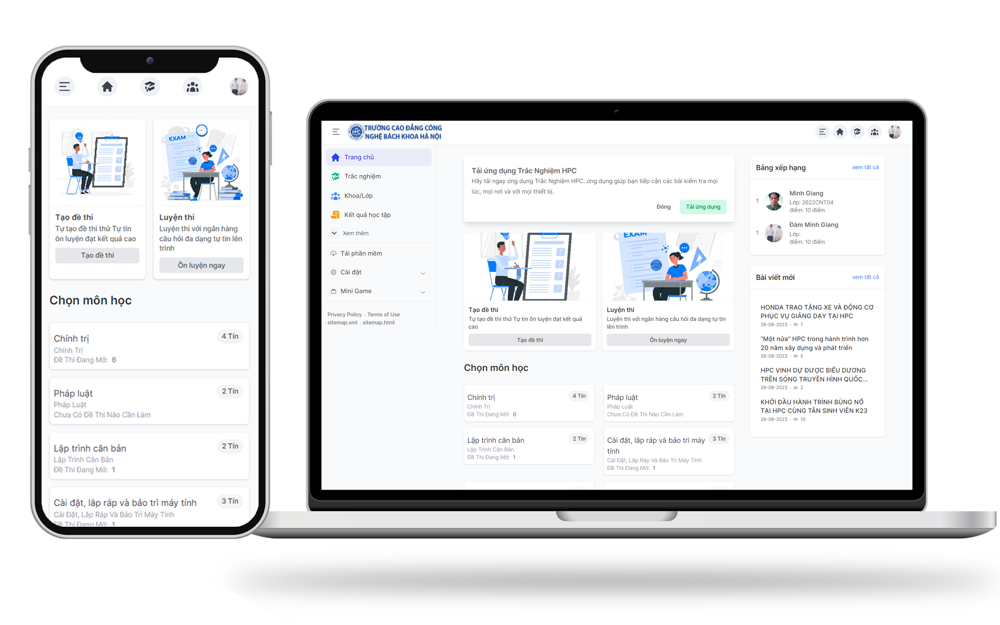 EXAM
Tạo đề thi
Tự tạo đề thi thử Tự tin
ôn luyện đạt kết quả cao
Tạo đề thi
Luyện thi
Luyện thi với ngân hàng
câu hỏi đa dạng tự tin lên
trình
Ôn luyện ngay
Chọn môn học
Chính trị
4 Tín
Chính Trị
Đề Thi Đang Mở: 6
Pháp luật
2 Tín
Pháp Luật
Chưa Có Đề Thi Nào Cần Làm
Lập trình căn bản
2 Tín
Lập Trình Căn Bản
Đề Thi Đang Mở: 1
Cài đặt, lắp ráp và bảo trì máy tính
3 Tín
Cài Đặt, Lắp Ráp Và Bảo Trì Máy Tính
Đề Thi Đang Mở: 1
HPC
TRƯỜNG CAO ĐẲNG CÔNG
NGHỆ BÁCH KHOA HÀ NỘI
Trang chủ
Trắc nghiệm
Khoa/Lớp
Kết quả học tập
Xem thêm
Tải phần mềm
Cài đặt
Mini Game
Privacy Policy . Terms of Use
. sitemap.xml . sitemap.html
Tải ứng dụng Trắc Nghiệm HPC
Hãy tải ngay ứng dụng Trắc Nghiệm HPC. ứng dụng giúp bạn tiếp cận các bài kiểm tra mọi
lúc, mọi nơi và với mọi thiết bị.
Đóng
Tải ứng dụng
? 
?
?
?
EXAM
Tạo đề thi
Tự tạo đề thi thử Tự tin ôn luyện đạt kết quả
cao
Tạo đề thi
Luyện thi
Luyện thi với ngân hàng câu hỏi đa dạng tự tin
lên trình
Ôn luyện ngay
Chọn môn học
Chính trị
4 Tín
Chính Trị
Đề Thi Đang Mở: 6
Pháp luật
2 Tín
Pháp Luật
Chưa Có Đề Thi Nào Cần Làm
Lập trình căn bản
2 Tín
Lập Trình Căn Bản
Đề Thi Đang Mở: 1
Cài đặt, lắp ráp và bảo trì máy
tính
3 Tín
Cài Đặt, Lắp Ráp Và Bảo Trì Máy Tính
Đề Thi Đang Mở: 1
Bảng xếp hạng
xem tất cả
1
Minh Giang
Lớp: 2622CNT04
điểm: 10 điểm
1
Đàm Minh Giang
Lớp:
điểm: 10 điểm
Bài viết mới
xem tất cả
HONDA TRAO TẶNG XE VÀ ĐỘNG CƠ
PHỤC VỤ GIẢNG DẠY TẠI HPC
28-08-2023 . 7
“Một nửa” HPC trong hành trình hơn
20 năm xây dựng và phát triển
28-08-2023 . 5
HPC VINH DỰ ĐƯỢC BIỂU DƯƠNG
TRÊN SÓNG TRUYỀN HÌNH QUỐC...
28-08-2023 . 2
KHỞI ĐẦU HÀNH TRÌNH BÙNG NỔ
TẠI HPC CÙNG TÂN SINH VIÊN K23
28-08-2023 . 10